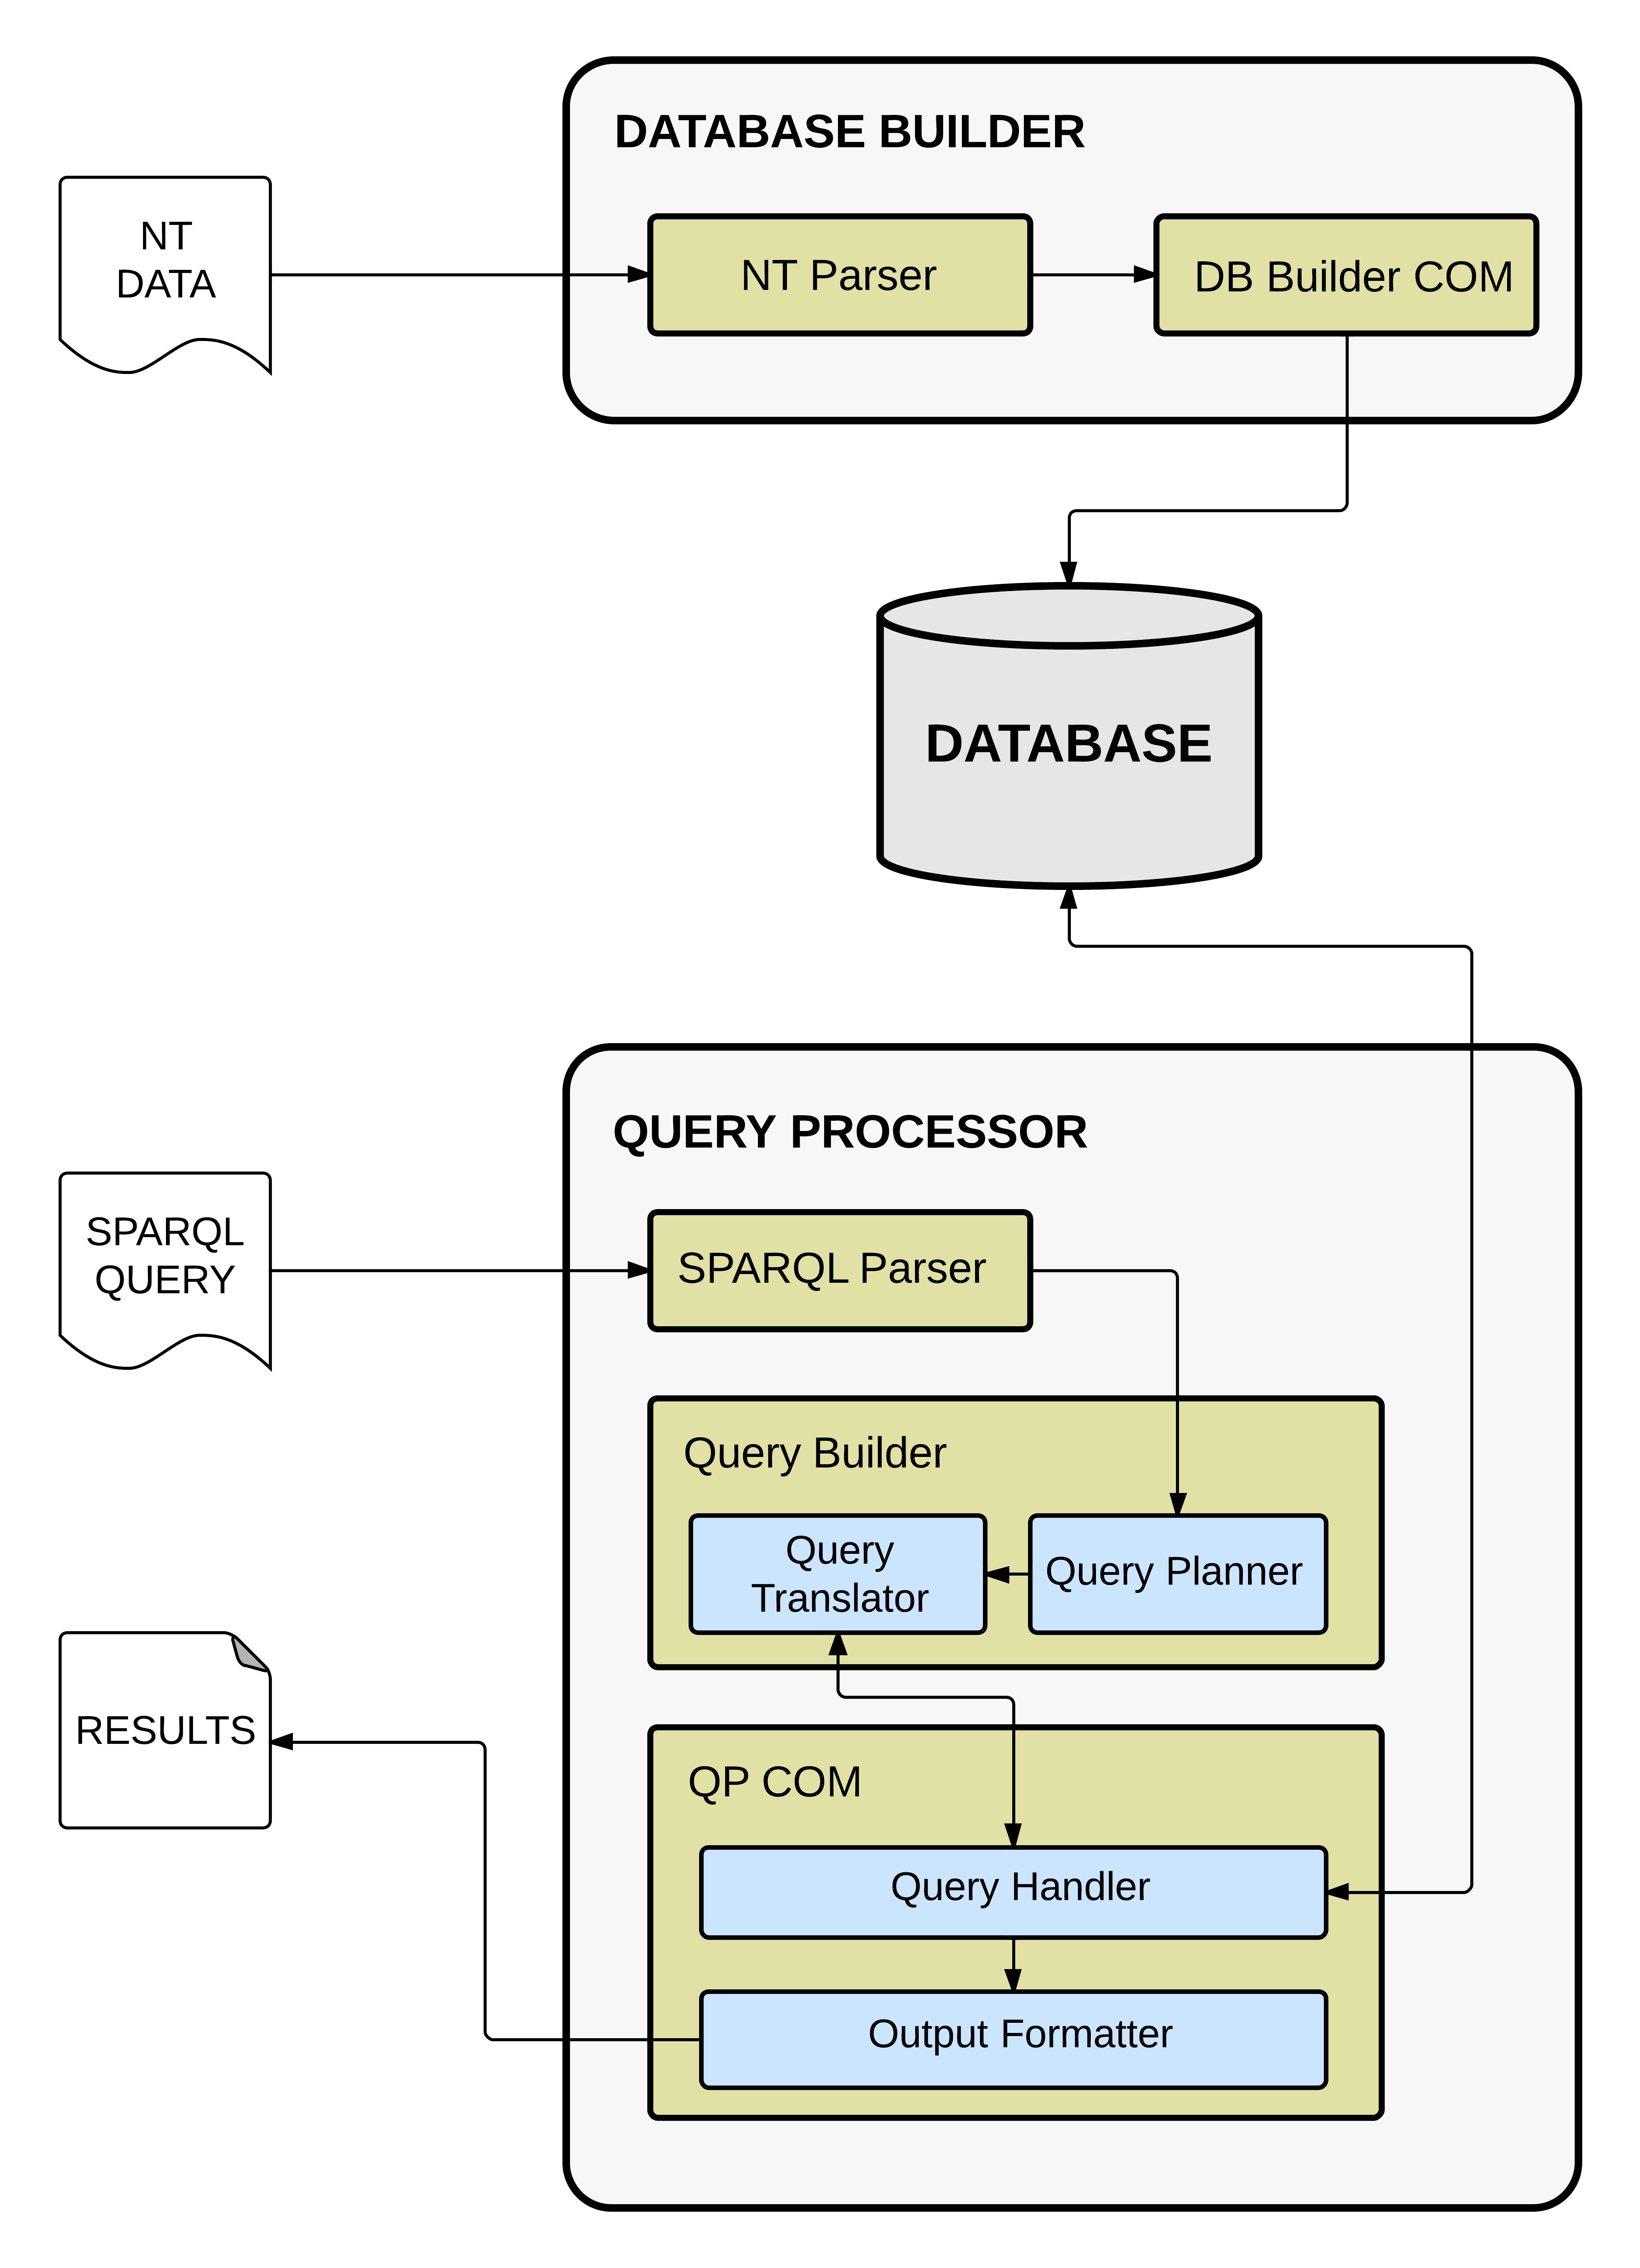 DATABASE BUILDER
NT
DATA
NT Parser
DB Builder COM
DATABASE
QUERY PROCESSOR
SPARQL
QUERY
SPARQL Parser
Query Builder
Query
Translator
Query Planner
RESULTS
QP COM
Query Handler
Output Formatter